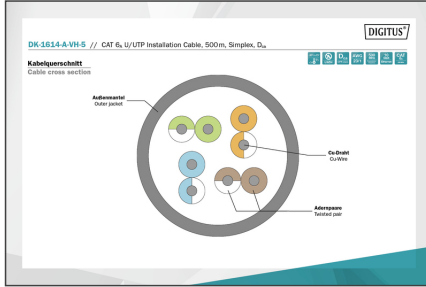 DIGITUS
DK-1614-A-VH-5 // CAT 6A U/UTP Installation Cable, 500m, Simplex, Dca
Kabelquerschnitt
Cable cross section
Außenmantel
Outer jacket
Cu-Draht
Cu-Wire
Adernpaare
Twisted pair